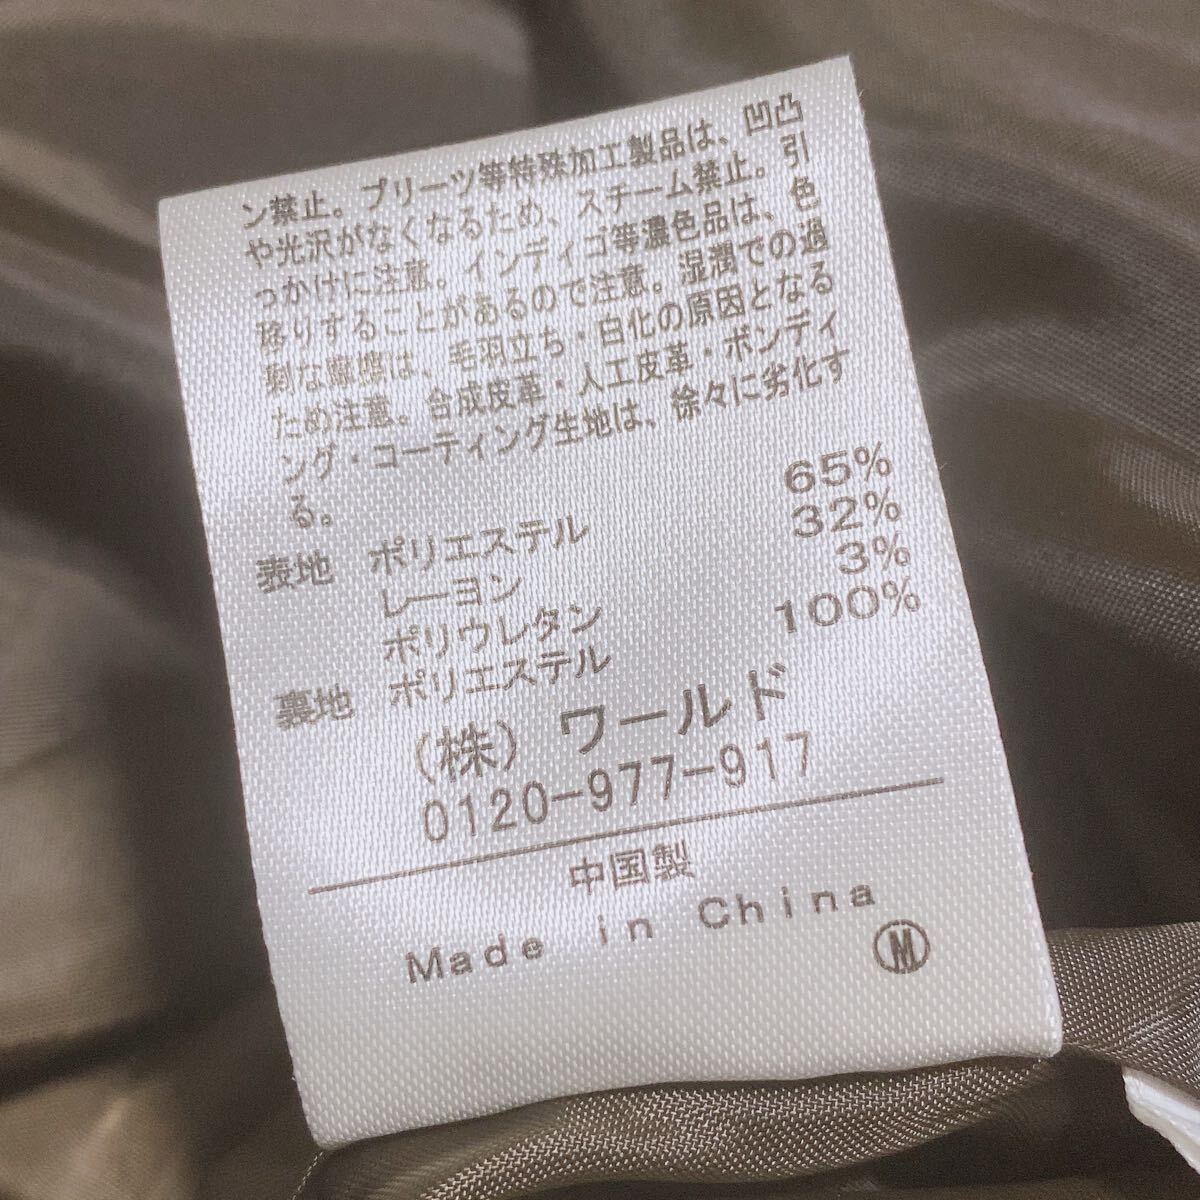 ン禁止。プリーツ等特殊加工製品は、凹凸
や光沢がなくなるため、スチーム禁止。引
っかけに注意。インディゴ等濃色品は、色
移りすることがあるので注意。湿潤での過
剰な摩擦は、毛羽立ち・白化の原因となる
ため注意。合成皮革・人工皮革・ボンディ
ング・コーティング生地は、徐々に劣化す
る。
表地 ポリエステル 65%
レーヨン 32%
ポリウレタン 3%
裏地 ポリエステル 100%
(株) ワールド
0120-977-917
中国製
Made in China
M